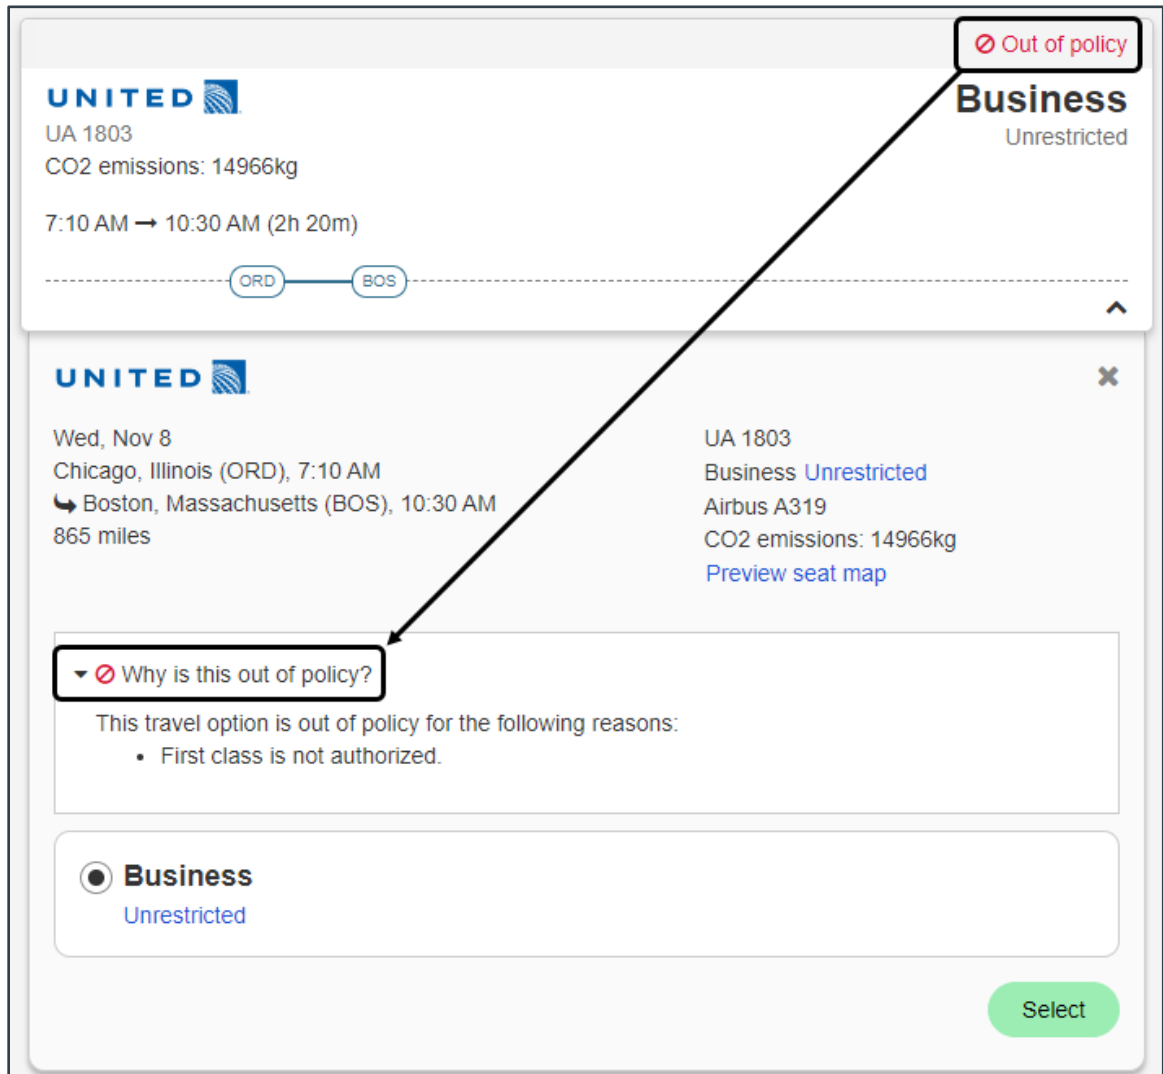 Out of policy
UNITED
Business
UA 1803
Unrestricted
CO2 emissions: 14966kg
7:10 AM → 10:30 AM (2h 20m)
ORD BOS
UNITED
Wed, Nov 8
Chicago, Illinois (ORD), 7:10 AM
Boston, Massachusetts (BOS), 10:30 AM
865 miles
UA 1803
Business Unrestricted
Airbus A319
CO2 emissions: 14966kg
Preview seat map
Why is this out of policy?
This travel option is out of policy for the following reasons:
• First class is not authorized.
Business
Unrestricted
Select